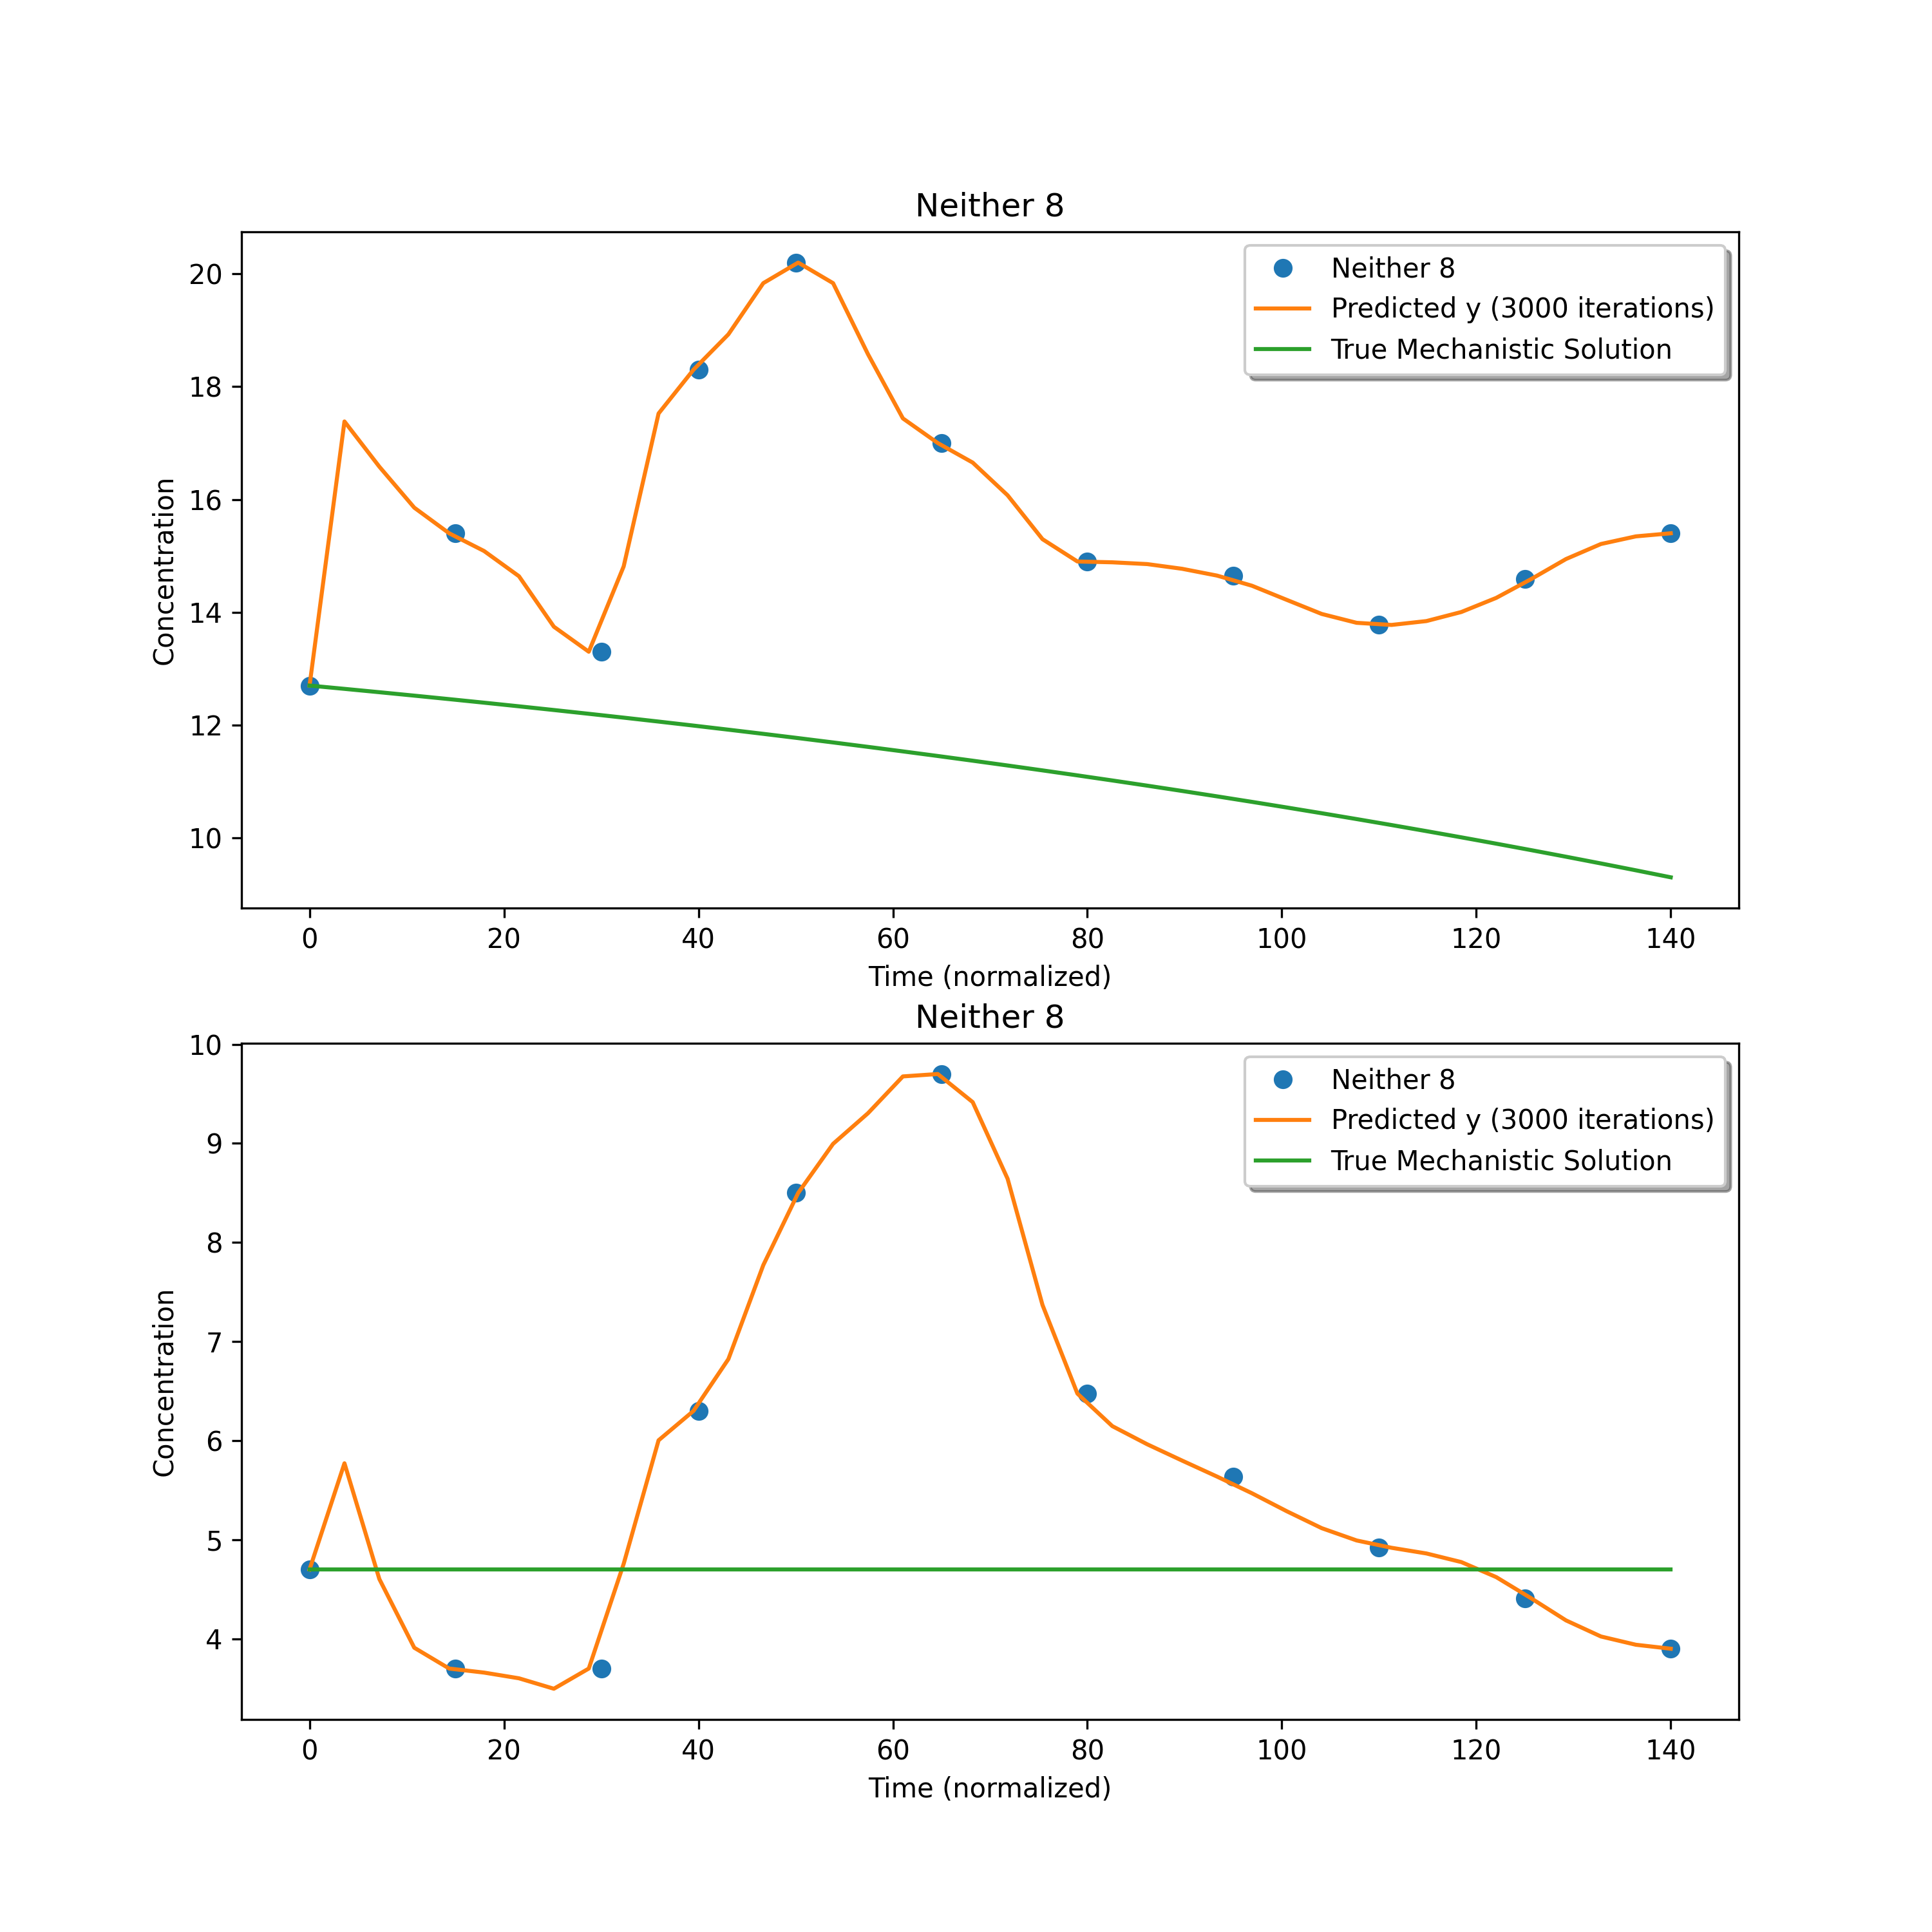 Neither 8
20
18
16
14
12
10
Concentration
Neither 8
Predicted y (3000 iterations)
True Mechanistic Solution
0 20 40 60 80 100 120 140
Time (normalized)
Neither 8
10
9
8
7
6
5
4
Concentration
Neither 8
Predicted y (3000 iterations)
True Mechanistic Solution
0 20 40 60 80 100 120 140
Time (normalized)